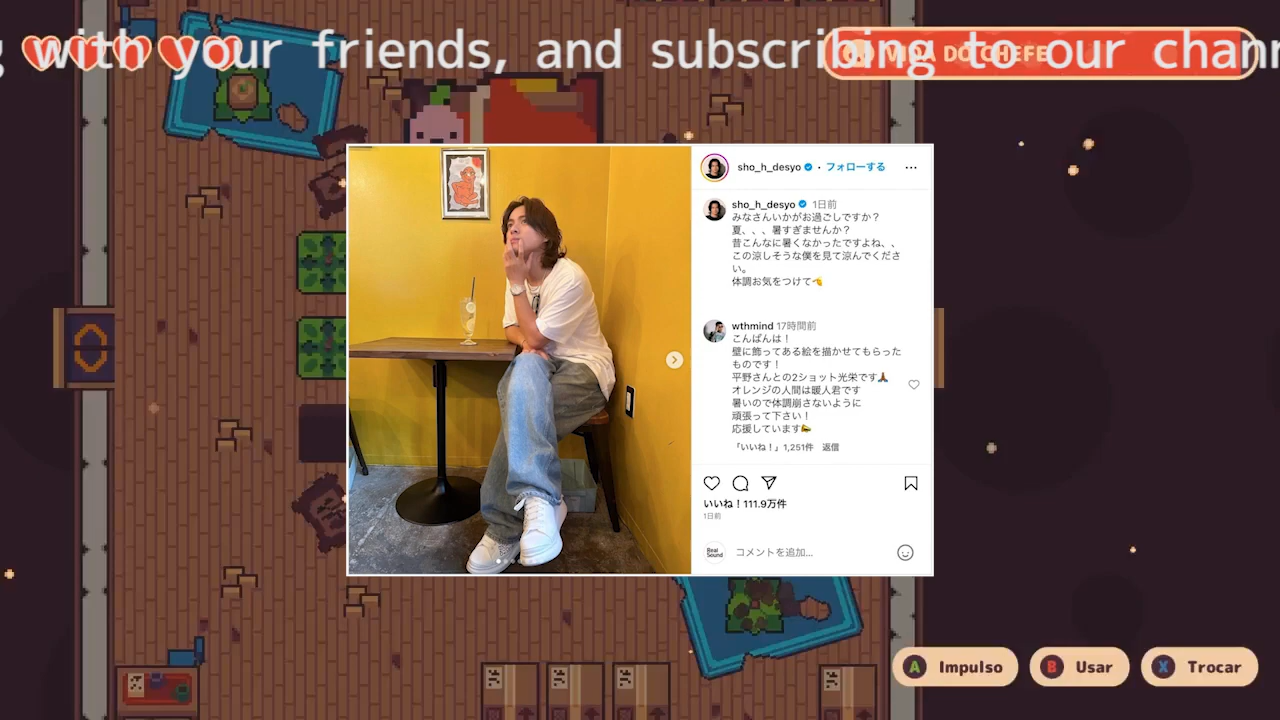 g with your friends, and subscribing to our chann
VIDA DO CHEFE
sho_h_desyo • フォローする
sho_h_desyo 1日前
みなさんいかがお過ごしですか？
夏、、、暑すぎませんか？
昔こんなに暑くなかったですよね、、
この涼しそうな僕を見て涼んでくださ
い。
体調お気をつけて
wthmind 17時間前
こんばんは！
壁に飾ってある絵を描かせてもらった
ものです！
平野さんとの2ショット光栄です
オレンジの人間は暖人君です
暑いので体調崩さないように
頑張って下さい！
応援しています
「いいね！」1,251件 返信
いいね！111.9万件
1日前
Real
Sound
コメントを追加...
A Impulso
B Usar
X Trocar